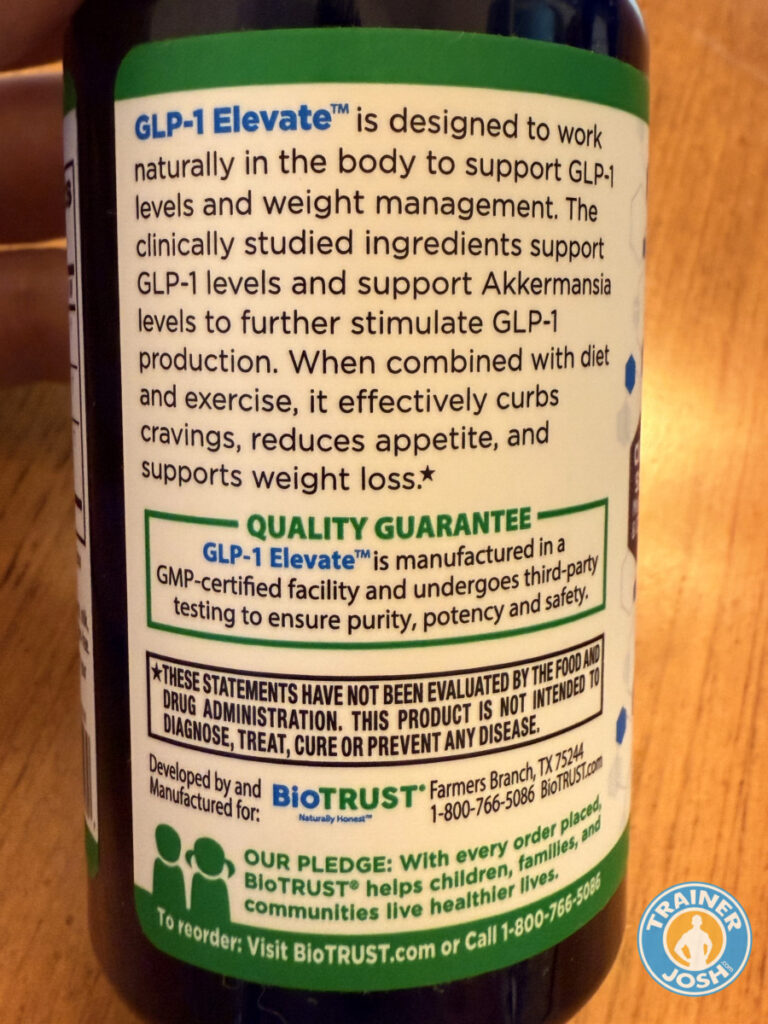 GLP-1 Elevate™ is designed to work
naturally in the body to support GLP-1
levels and weight management. The
clinically studied ingredients support
GLP-1 levels and support Akkermansia
levels to further stimulate GLP-1
production. When combined with diet
and exercise, it effectively curbs
cravings, reduces appetite, and
supports weight loss.★
QUALITY GUARANTEE
GLP-1 Elevate™ is manufactured in a
GMP-certified facility and undergoes third-party
testing to ensure purity, potency and safety.
★THESE STATEMENTS HAVE NOT BEEN EVALUATED BY THE FOOD AND
DRUG ADMINISTRATION. THIS PRODUCT IS NOT INTENDED TO
DIAGNOSE, TREAT, CURE OR PREVENT ANY DISEASE.
Developed by and
Manufactured for:
BioTRUST®
Naturally Honest™
Farmers Branch, TX 75244
1-800-766-5086 BioTRUST.com
OUR PLEDGE: With every order placed,
BioTRUST® helps children, families, and
communities live healthier lives.
To reorder: Visit BioTRUST.com or Call 1-800-766-5086
TRAINER
JOSH.com